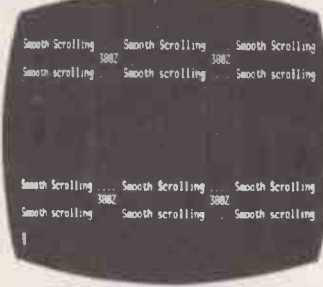 Smooth Scrolling Smooth Scrolling Smooth Scrolling
380Z 380Z
Smooth scrolling . Smooth scrolling . . Smooth scrolling
Smooth Scrolling .... Smooth Scrolling ... Smooth Scrolling
380Z 380Z
Smooth scrolling Smooth scrolling . Smooth scrolling